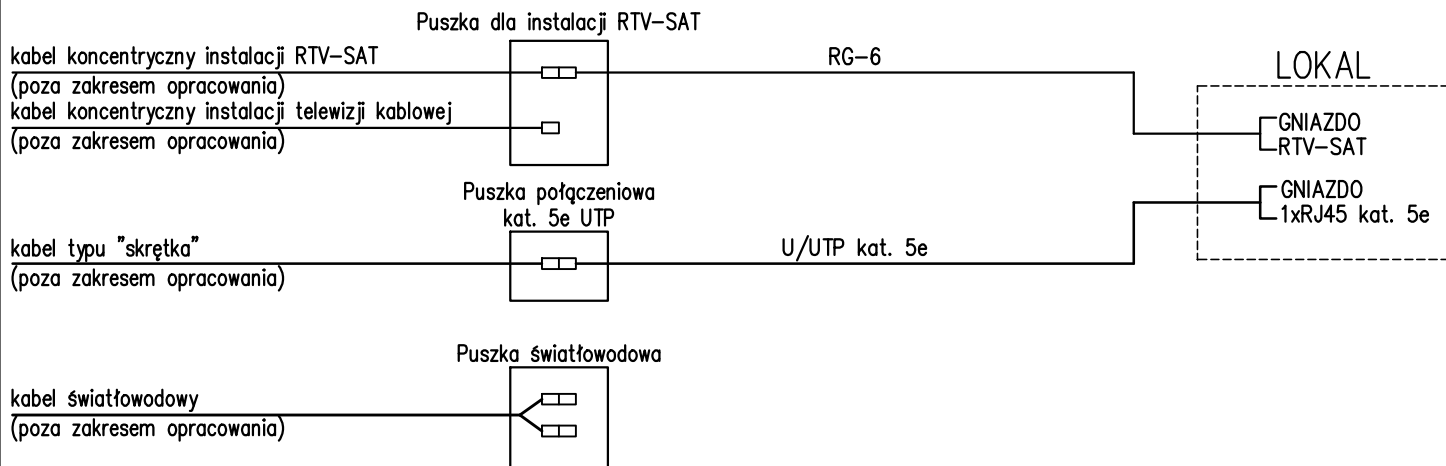 Puszka dla instalacji RTV-SAT
kabel koncentryczny instalacji RTV-SAT
(poza zakresem opracowania)
RG-6
kabel koncentryczny instalacji telewizji kablowej
(poza zakresem opracowania)
LOKAL
GNIAZDO
RTV-SAT
GNIAZDO
1xRJ45 kat. 5e
Puszka połączeniowa
kat. 5e UTP
kabel typu "skrętka"
(poza zakresem opracowania)
U/UTP kat. 5e
Puszka światłowodowa
kabel światłowodowy
(poza zakresem opracowania)